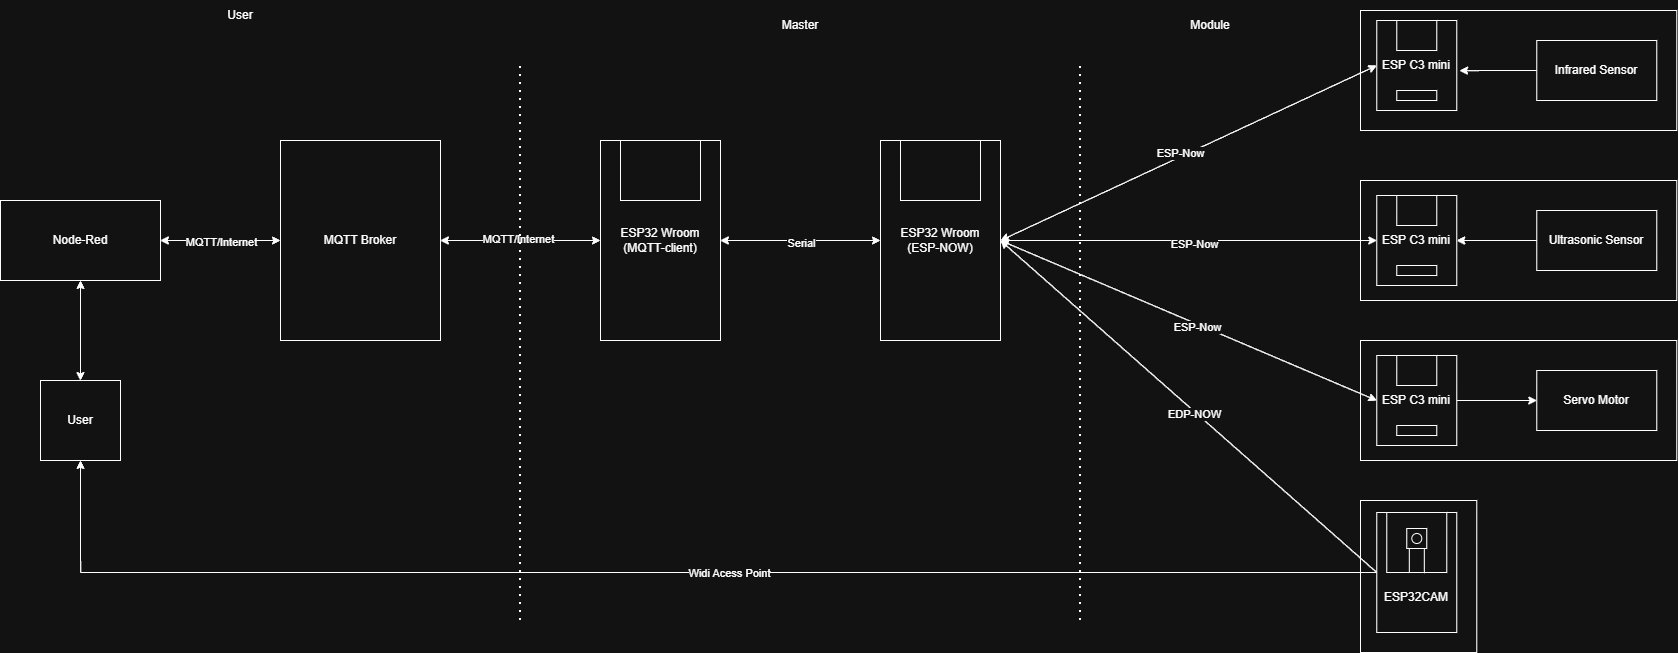 User
Master
Module
ESP C3 mini
Infrared Sensor
ESP-Now
Node-Red
MQTT/Internet
MQTT Broker
MQTT/Internet
ESP32 Wroom
(MQTT-client)
Serial
ESP32 Wroom
(ESP-NOW)
ESP-Now
ESP C3 mini
Ultrasonic Sensor
ESP-Now
ESP C3 mini
Servo Motor
User
EDP-NOW
Widi Acess Point
ESP32CAM